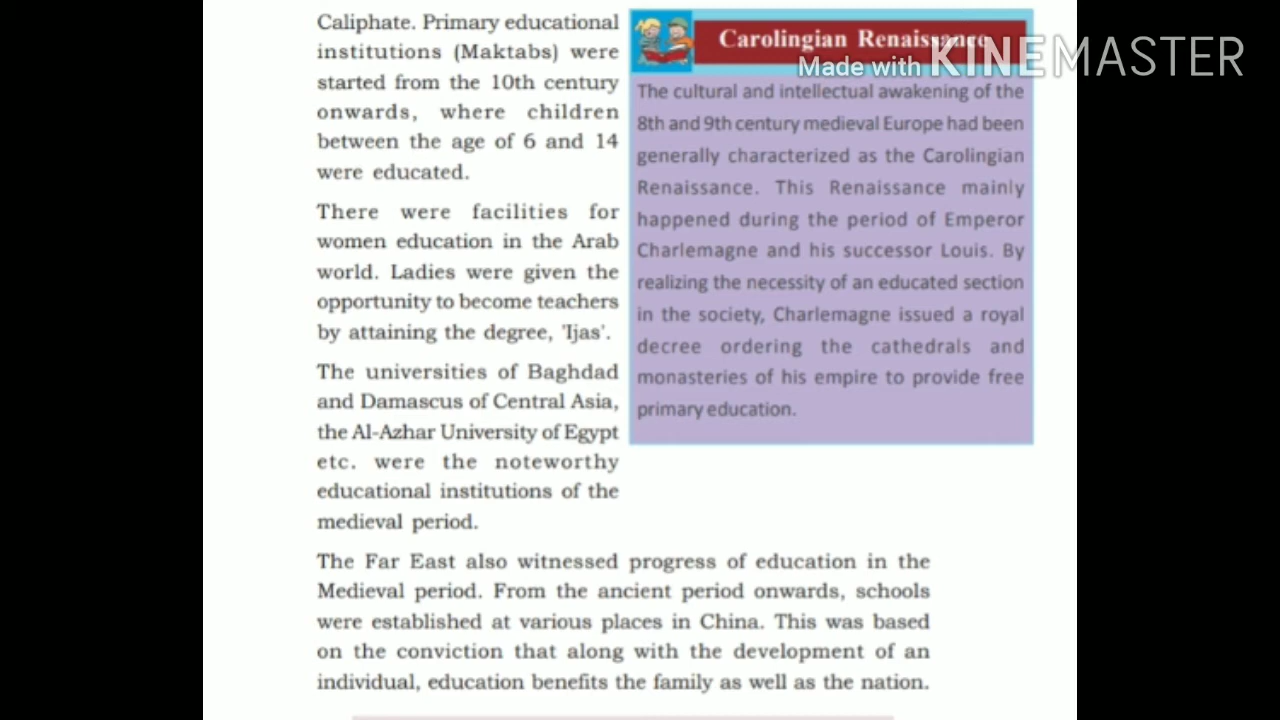 Caliphate. Primary educational
institutions (Maktabs) were
started from the 10th century
onwards, where children
between the age of 6 and 14
were educated.
There were facilities for
women education in the Arab
world. Ladies were given the
opportunity to become teachers
by attaining the degree, 'Ijas'.
The universities of Baghdad
and Damascus of Central Asia,
the Al-Azhar University of Egypt
etc. were the noteworthy
educational institutions of the
medieval period.
Carolingian Renaissance
Made with KINEMASTER
The cultural and intellectual awakening of the
8th and 9th century medieval Europe had been
generally characterized as the Carolingian
Renaissance. This Renaissance mainly
happened during the period of Emperor
Charlemagne and his successor Louis. By
realizing the necessity of an educated section
in the society, Charlemagne issued a royal
decree ordering the cathedrals and
monasteries of his empire to provide free
primary education.
The Far East also witnessed progress of education in the
Medieval period. From the ancient period onwards, schools
were established at various places in China. This was based
on the conviction that along with the development of an
individual, education benefits the family as well as the nation.